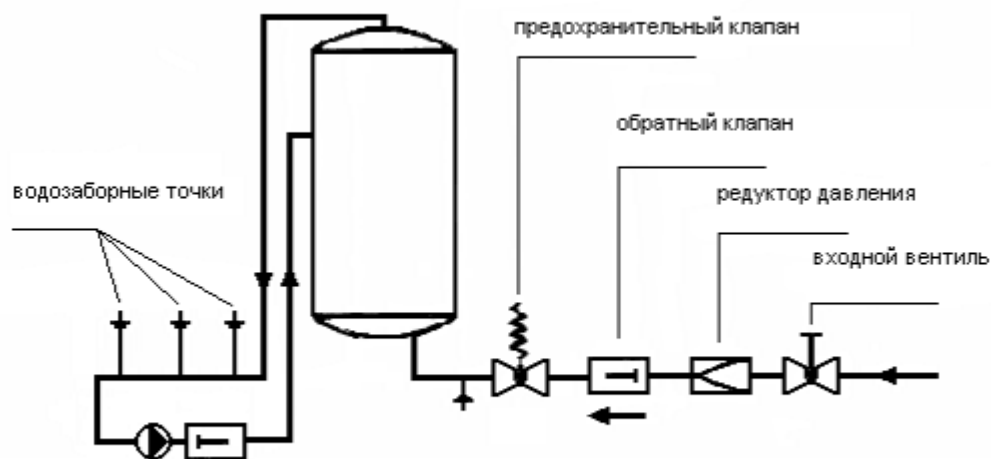 предохранительный клапан
обратный клапан
водозаборные точки
редуктор давления
входной вентиль